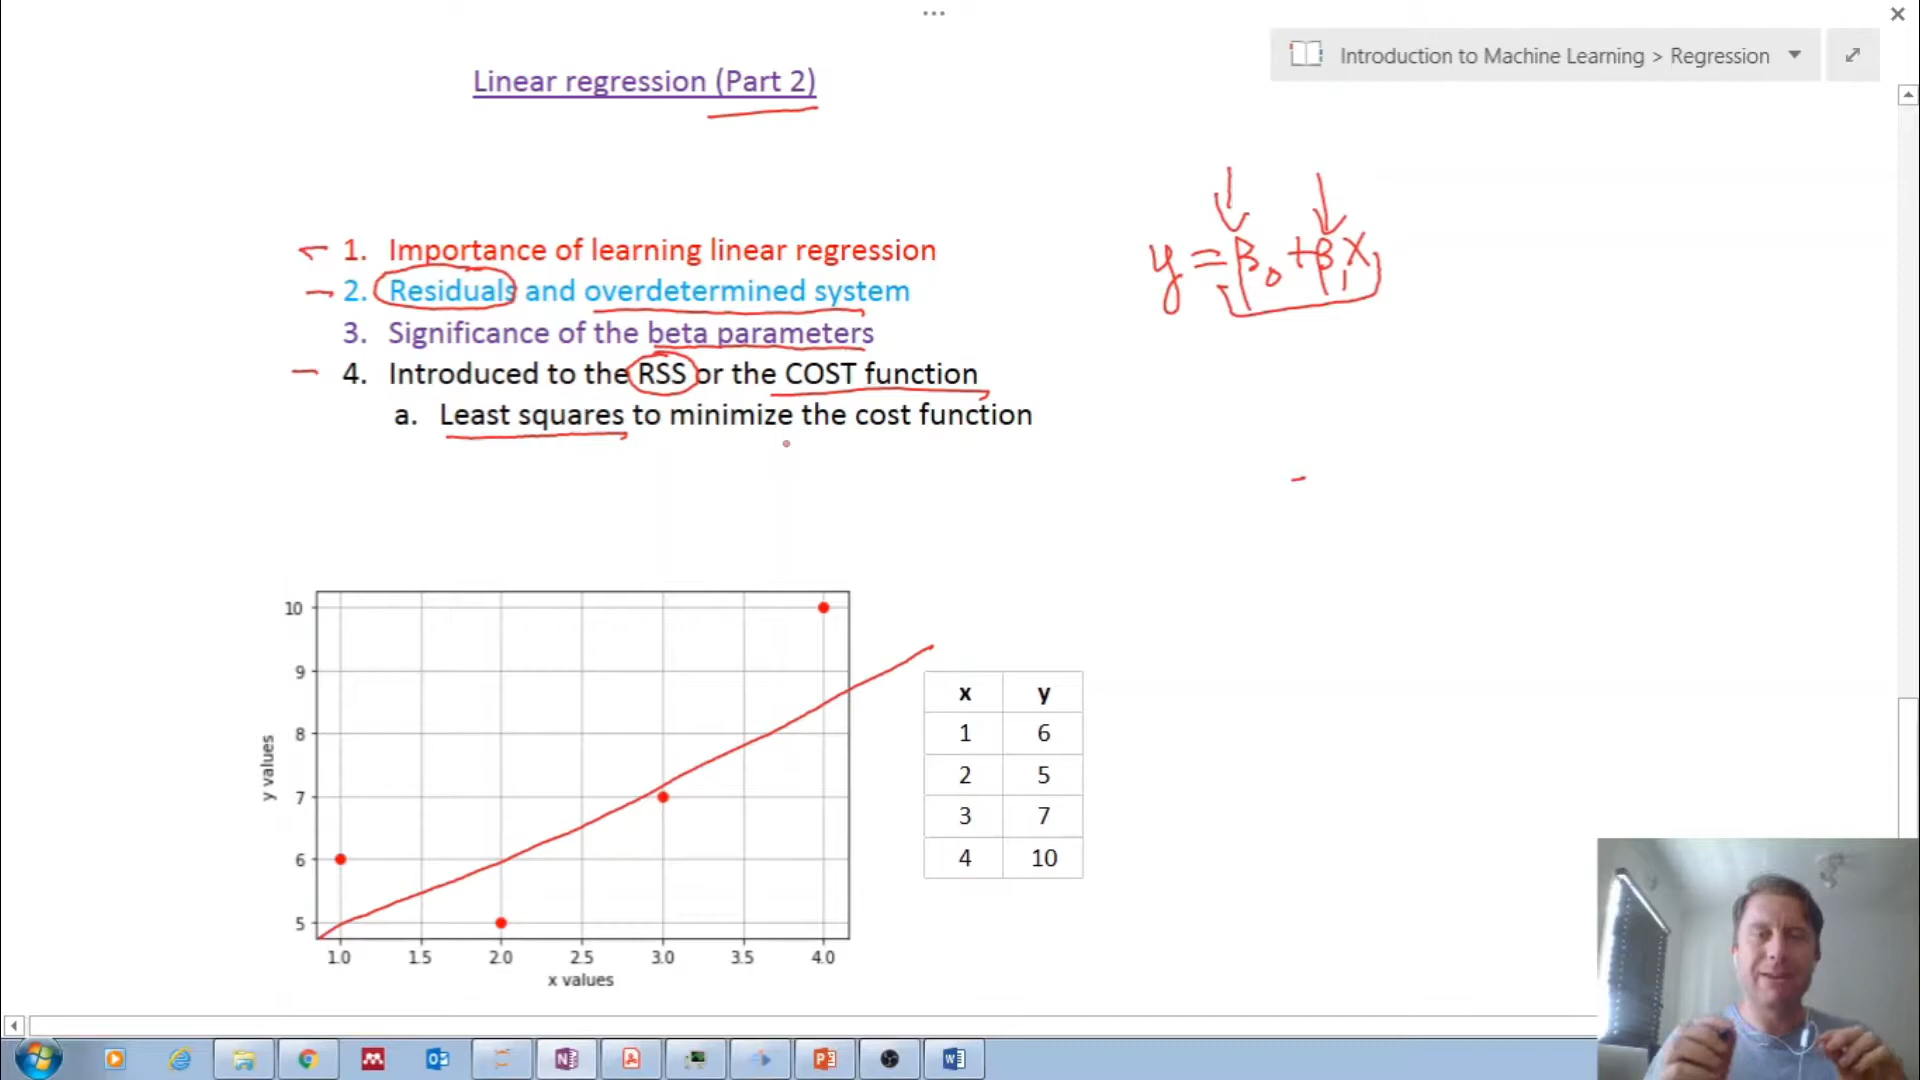 Introduction to Machine Learning > Regression
Linear regression (Part 2)
y = β0 + β1x1
1. Importance of learning linear regression
2. Residuals and overdetermined system
3. Significance of the beta parameters
4. Introduced to the RSS or the COST function
a. Least squares to minimize the cost function
10
9
8
7
6
5
y values
1.0 1.5 2.0 2.5 3.0 3.5 4.0
x values
x y
1 6
2 5
3 7
4 10